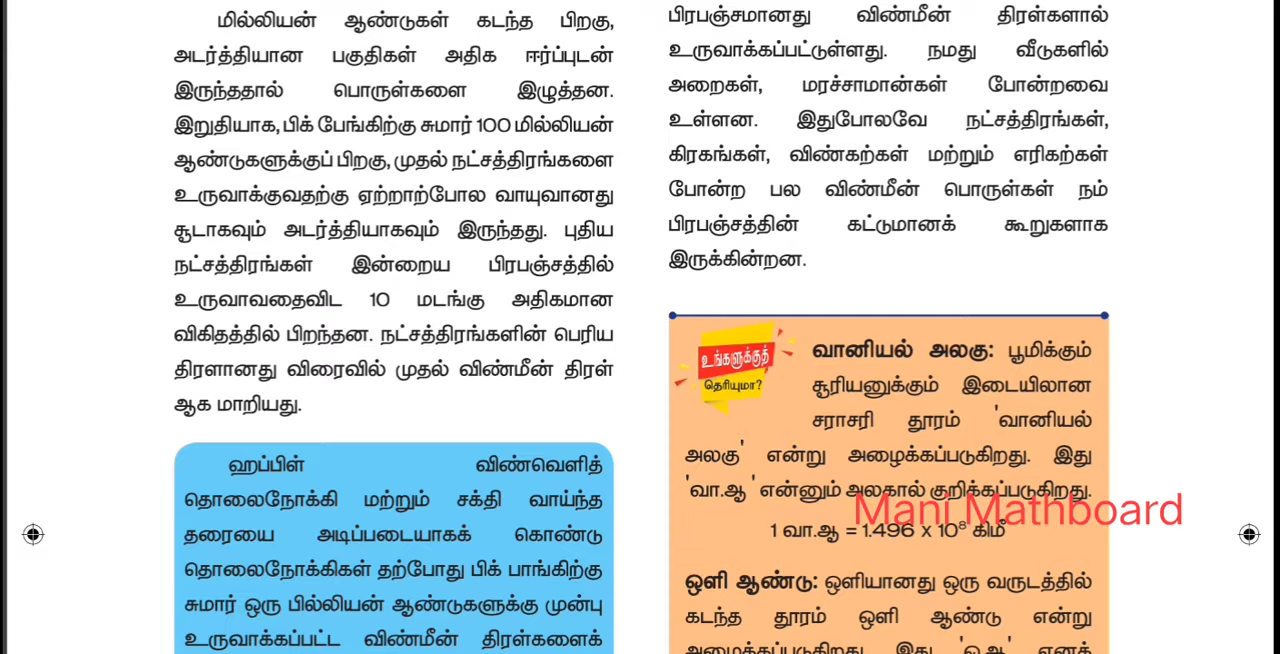 மில்லியன் ஆண்டுகள் கடந்த பிறகு,
அடர்த்தியான பகுதிகள் அதிக ஈர்ப்புடன்
இருந்ததால் பொருள்களை இழுத்தன.
இறுதியாக, பிக் பேங்கிற்கு சுமார் 100 மில்லியன்
ஆண்டுகளுக்குப் பிறகு, முதல் நட்சத்திரங்களை
உருவாக்குவதற்கு ஏற்றாற்போல வாயுவானது
சூடாகவும் அடர்த்தியாகவும் இருந்தது. புதிய
நட்சத்திரங்கள் இன்றைய பிரபஞ்சத்தில்
உருவாவதைவிட 10 மடங்கு அதிகமான
விகிதத்தில் பிறந்தன. நட்சத்திரங்களின் பெரிய
திரளானது விரைவில் முதல் விண்மீன் திரள்
ஆக மாறியது.
ஹப்பிள் விண்வெளித்
தொலைநோக்கி மற்றும் சக்தி வாய்ந்த
தரையை அடிப்படையாகக் கொண்டு
தொலைநோக்கிகள் தற்போது பிக் பாங்கிற்கு
சுமார் ஒரு பில்லியன் ஆண்டுகளுக்கு முன்பு
உருவாக்கப்பட்ட விண்மீன் திரள்களைக்
பிரபஞ்சமானது விண்மீன் திரள்களால்
உருவாக்கப்பட்டுள்ளது. நமது வீடுகளில்
அறைகள், மரச்சாமான்கள் போன்றவை
உள்ளன. இதுபோலவே நட்சத்திரங்கள்,
கிரகங்கள், விண்கற்கள் மற்றும் எரிகற்கள்
போன்ற பல விண்மீன் பொருள்கள் நம்
பிரபஞ்சத்தின் கட்டுமானக் கூறுகளாக
இருக்கின்றன.
உங்களுக்குத்
தெரியுமா?
வானியல் அலகு: பூமிக்கும்
சூரியனுக்கும் இடையிலான
சராசரி தூரம் 'வானியல்
அலகு' என்று அழைக்கப்படுகிறது. இது
'வா.ஆ' என்னும் அலகால் குறிக்கப்படுகிறது.
Mani Mathboard
1 வா.ஆ = 1.496 x 10⁸ கிமீ
ஒளி ஆண்டு: ஒளியானது ஒரு வருடத்தில்
கடந்த தூரம் ஒளி ஆண்டு என்று
அழைக்கப்படுகிறது. இது 'ஒ.ஆ' எனக்